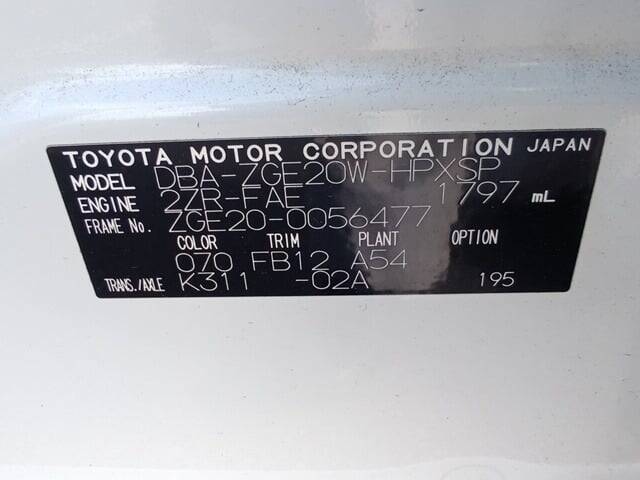 TOYOTA MOTOR CORPORATION JAPAN
MODEL DBA-ZGE20W-HPXSP
ENGINE 2ZR-FAE 1797 mL
FRAME No. ZGE20-0056477
COLOR TRIM PLANT OPTION
070 FB12 A54
TRANS./AXLE K311 -02A 195